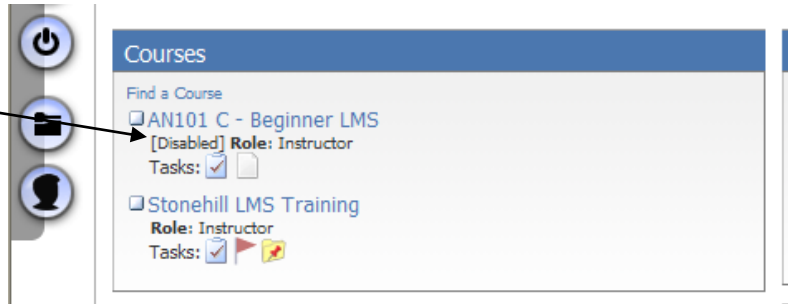 Courses
Find a Course
AN101 C - Beginner LMS
[Disabled] Role: Instructor
Tasks:
Stonehill LMS Training
Role: Instructor
Tasks: